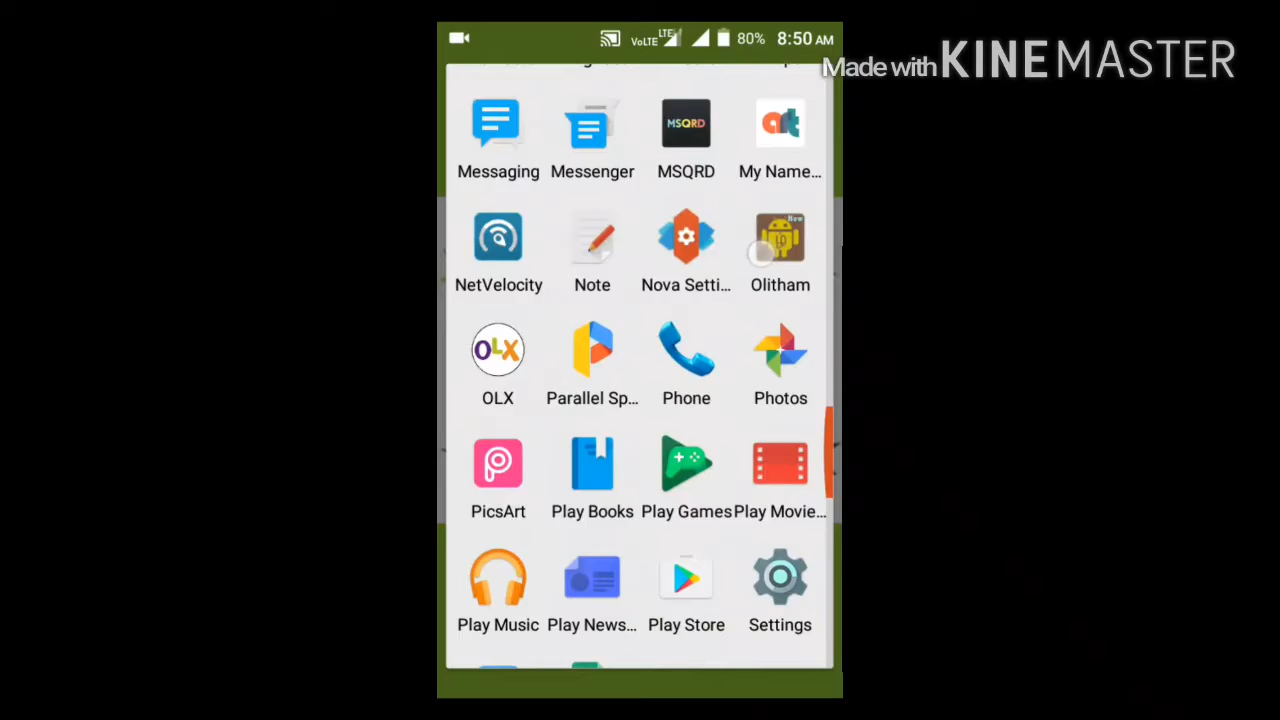 VoLTE LTE 80% 8:50 AM
Made with KINEMASTER
MSQRD art New
Messaging Messenger MSQRD My Name...
NetVelocity Note Nova Setti... Olitham
OLX
OLX Parallel Sp... Phone Photos
PicsArt Play Books Play Games Play Movie...
Play Music Play News... Play Store Settings